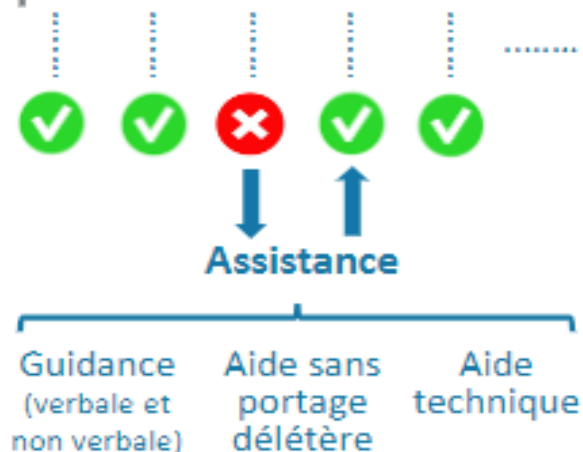 Assistance
Guidance
(verbale et
non verbale)
Aide sans
portage
délétère
Aide
technique